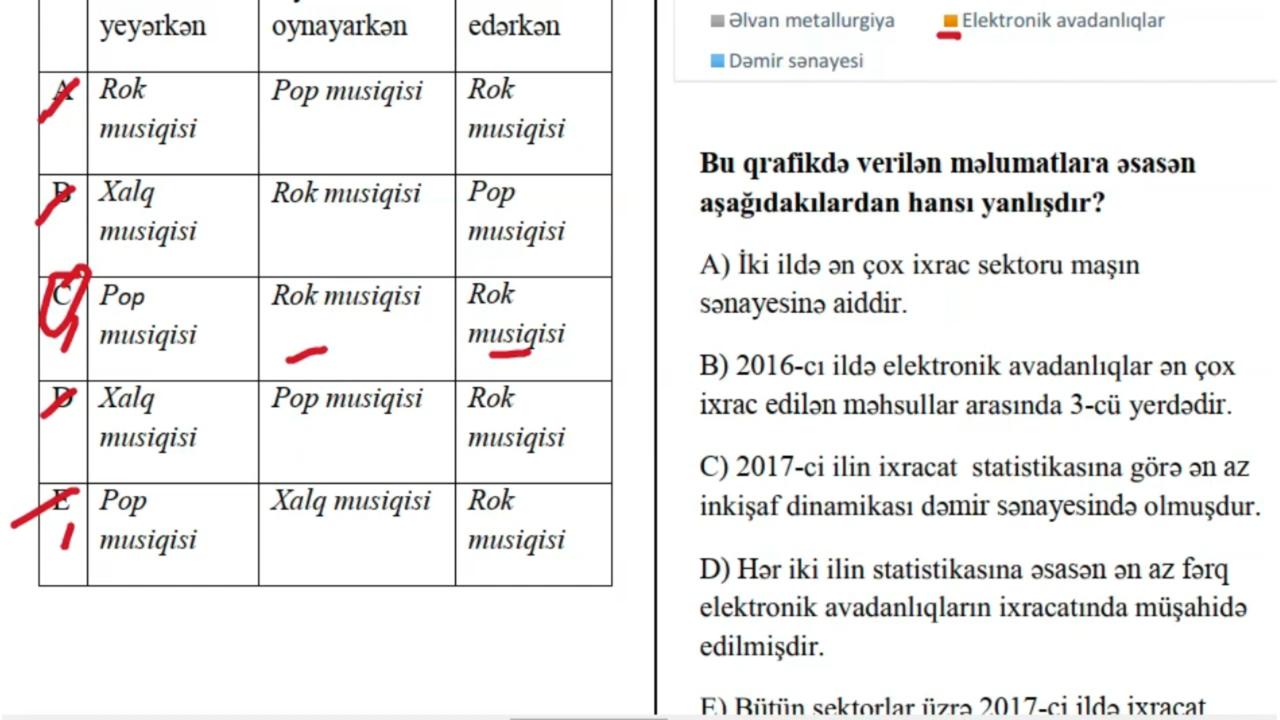 yeyərkən oynayarkən edərkən
A Rok Pop musiqisi Rok
musiqisi musiqisi
B Xalq Rok musiqisi Pop
musiqisi musiqisi
C Pop Rok musiqisi Rok
musiqisi musiqisi
D Xalq Pop musiqisi Rok
musiqisi musiqisi
E Pop Xalq musiqisi Rok
musiqisi musiqisi
Əlvan metallurgiya Elektronik avadanlıqlar
Dəmir sənayesi
Bu qrafikdə verilən məlumatlara əsasən
aşağıdakılardan hansı yanlışdır?
A) İki ildə ən çox ixrac sektoru maşın
sənayesinə aiddir.
B) 2016-cı ildə elektronik avadanlıqlar ən çox
ixrac edilən məhsullar arasında 3-cü yerdədir.
C) 2017-ci ilin ixracat statistikasına görə ən az
inkişaf dinamikası dəmir sənayesində olmuşdur.
D) Hər iki ilin statistikasına əsasən ən az fərq
elektronik avadanlıqların ixracatında müşahidə
edilmişdir.
E) Bütün sektorlar üzrə 2017-ci ildə ixracat